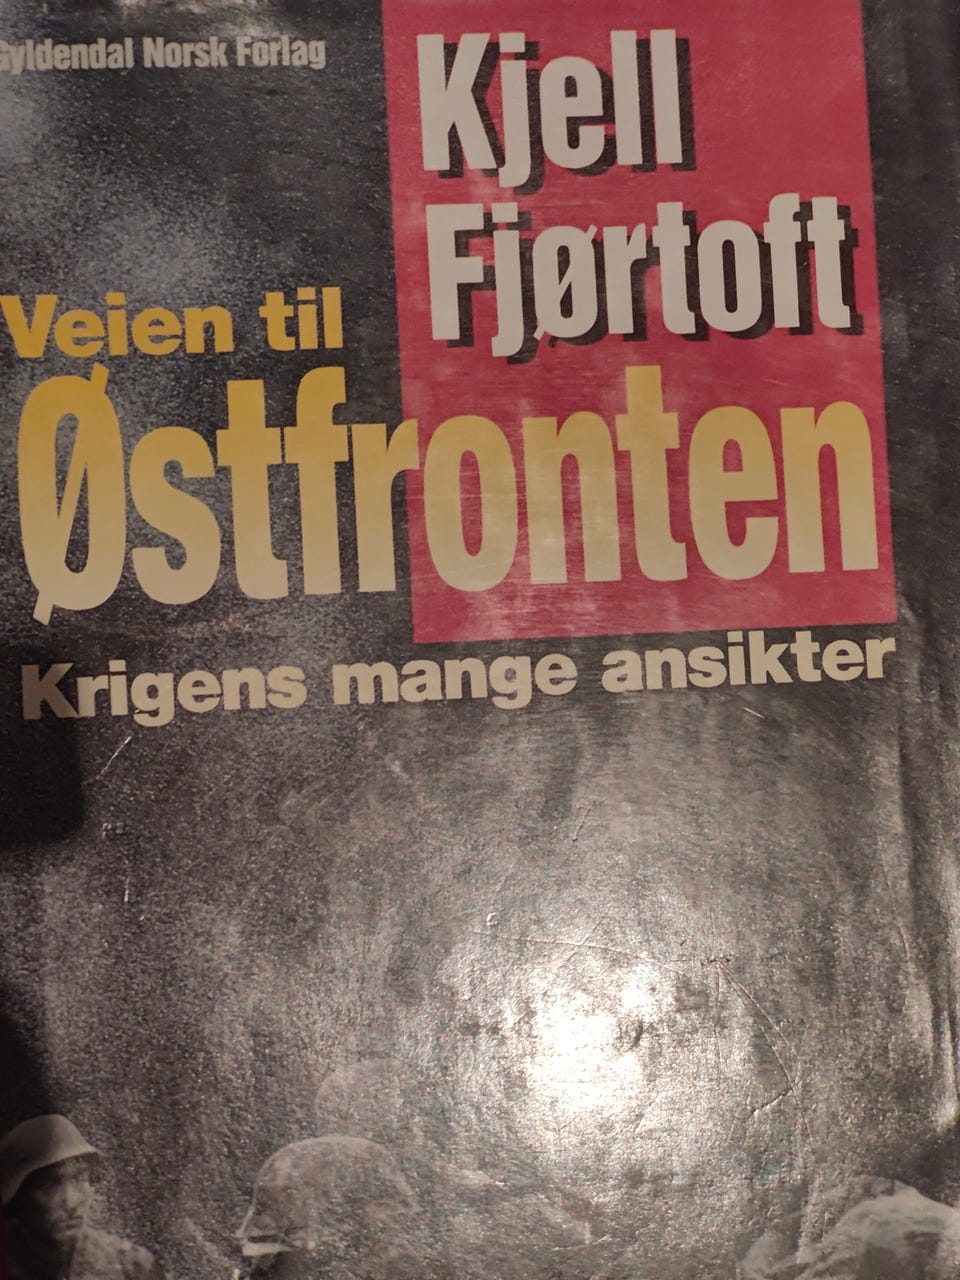 Gyldendal Norsk Forlag
Kjell
Fjørtoft
Veien til
Østfronten
Krigens mange ansikter